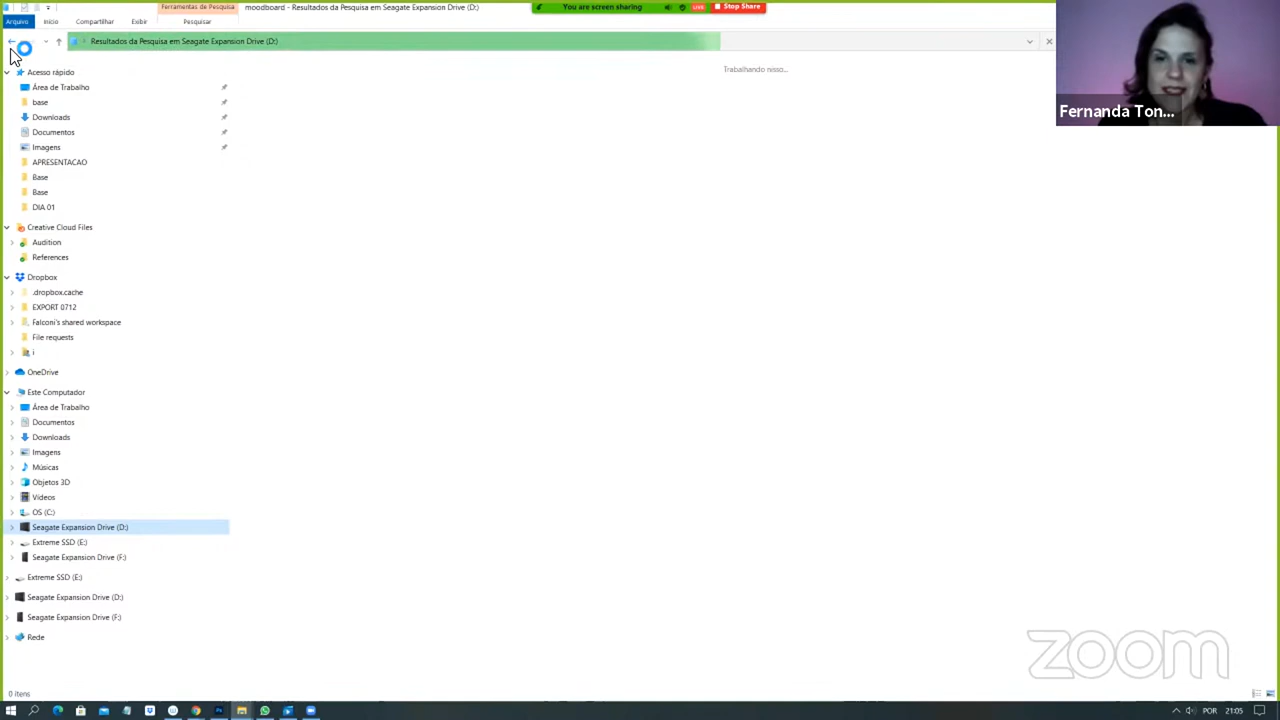 Ferramentas de Pesquisa
moodboard - Resultados da Pesquisa em Seagate Expansion Drive (D:)
You are screen sharing
LIVE
Stop Share
Arquivo
Início
Compartilhar
Exibir
Pesquisar
Resultados da Pesquisa em Seagate Expansion Drive (D:)
Trabalhando nisso...
Fernanda Ton...
Acesso rápido
Área de Trabalho
base
Downloads
Documentos
Imagens
APRESENTACAO
Base
Base
DIA 01
Creative Cloud Files
Audition
References
Dropbox
.dropbox.cache
EXPORT 0712
Falconi's shared workspace
File requests
i
OneDrive
Este Computador
Área de Trabalho
Documentos
Downloads
Imagens
Músicas
Objetos 3D
Vídeos
OS (C:)
Seagate Expansion Drive (D:)
Extreme SSD (E:)
Seagate Expansion Drive (F:)
Extreme SSD (E:)
Seagate Expansion Drive (D:)
Seagate Expansion Drive (F:)
Rede
zoom
0 itens
POR
21:05